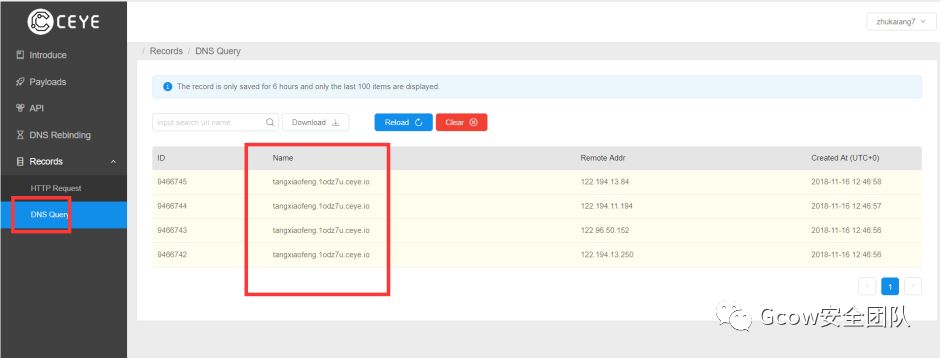 CEYE
zhukaiang7
Introduce
Payloads
API
DNS Rebinding
Records
HTTP Request
DNS Query
/ Records / DNS Query
The record is only saved for 6 hours and only the last 100 items are displayed.
input search url name Download Reload Clear
ID Name Remote Addr Created At (UTC+0)
9466745 tangxiaofeng.1odz7u.ceye.io 122.194.13.84 2018-11-16 12:46:58
9466744 tangxiaofeng.1odz7u.ceye.io 122.194.11.194 2018-11-16 12:46:57
9466743 tangxiaofeng.1odz7u.ceye.io 122.96.50.152 2018-11-16 12:46:56
9466742 tangxiaofeng.1odz7u.ceye.io 122.194.13.250 2018-11-16 12:46:56
< 1 >
Gcow安全团队